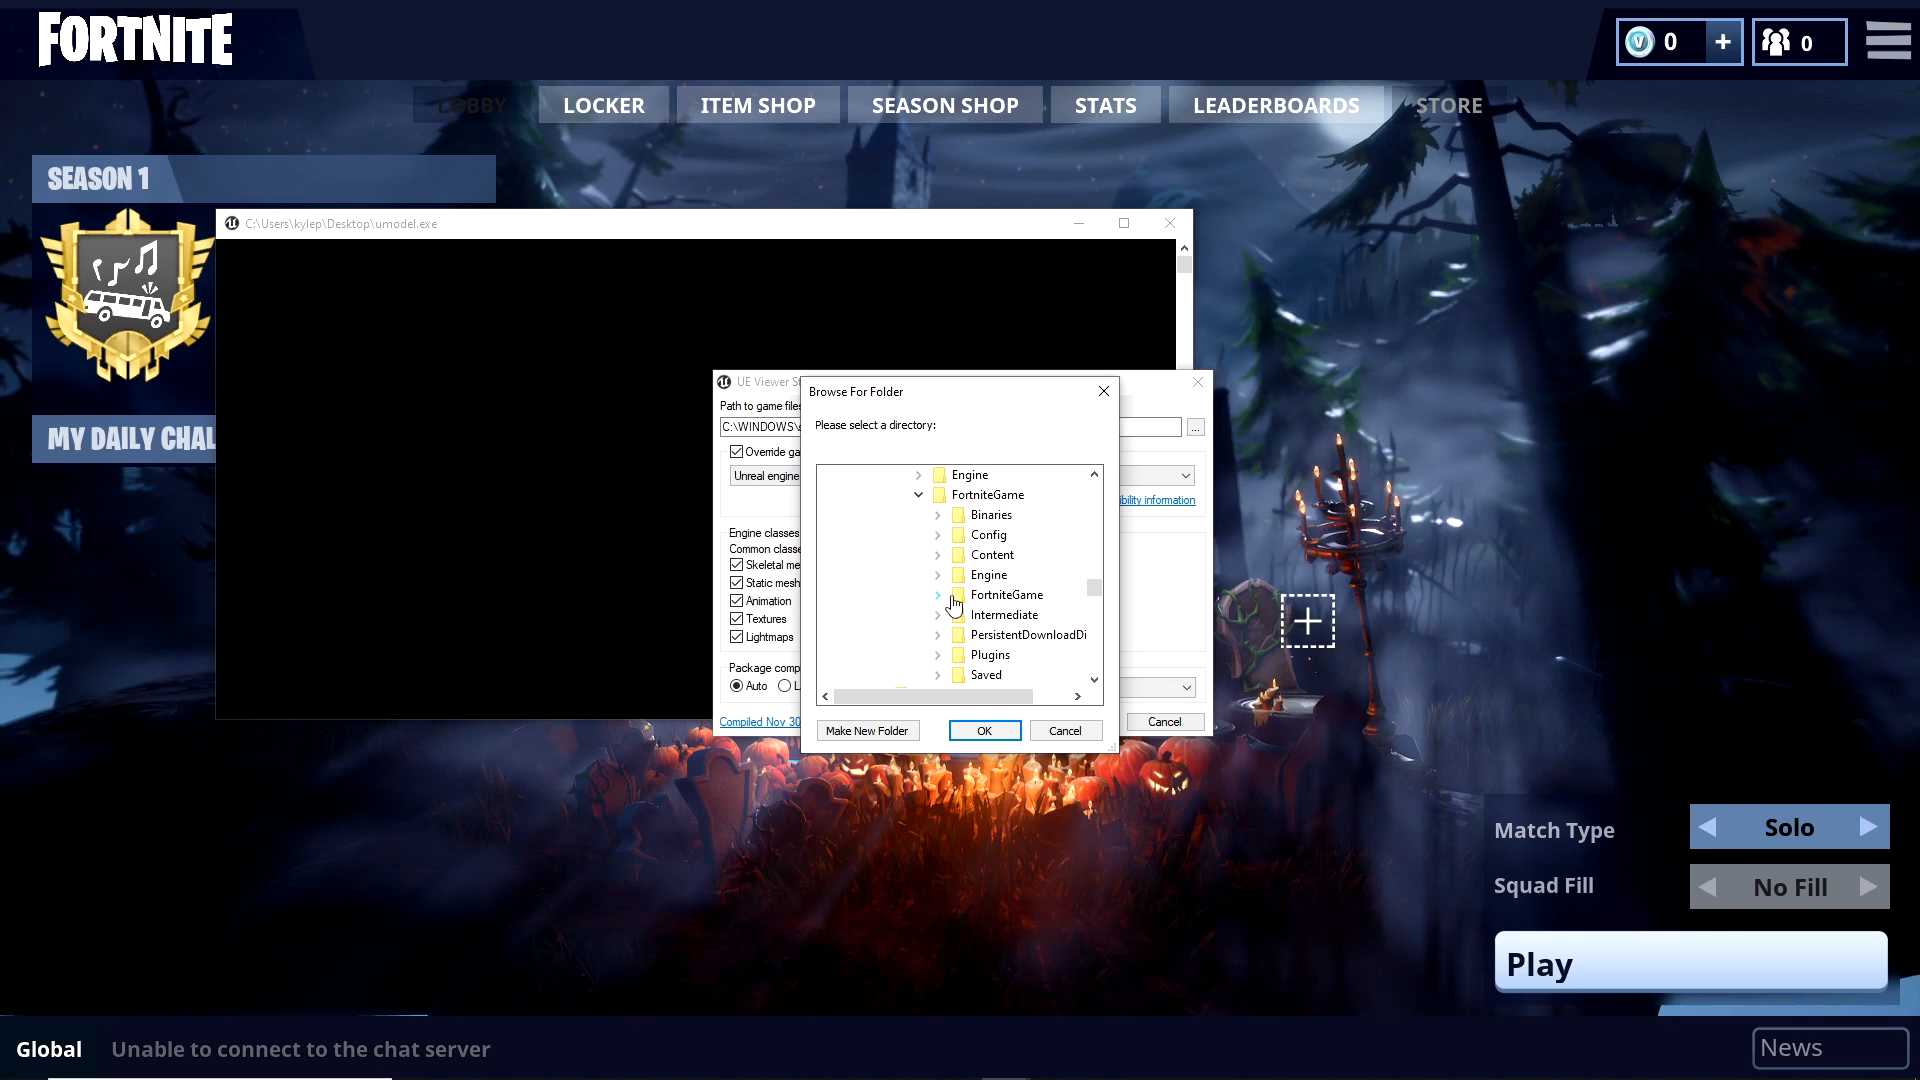 FORTNITE
0
+
0
LOBBY
LOCKER
ITEM SHOP
SEASON SHOP
STATS
LEADERBOARDS
STORE
SEASON 1
C:\Users\kylep\Desktop\umodel.exe
UE Viewer St
Browse For Folder
Path to game files
Please select a directory:
C:\WINDOWS\s
...
Override ga
Unreal engine
ibility information
Engine
FortniteGame
Binaries
Config
Content
Engine
FortniteGame
Intermediate
PersistentDownloadDi
Plugins
Saved
Engine classes
Common classe
Skeletal me
Static mesh
Animation
Textures
Lightmaps
Package comp
Auto
L
Compiled Nov 30
Make New Folder
OK
Cancel
Cancel
MY DAILY CHAL
Match Type
Solo
Squad Fill
No Fill
Play
Global
Unable to connect to the chat server
News